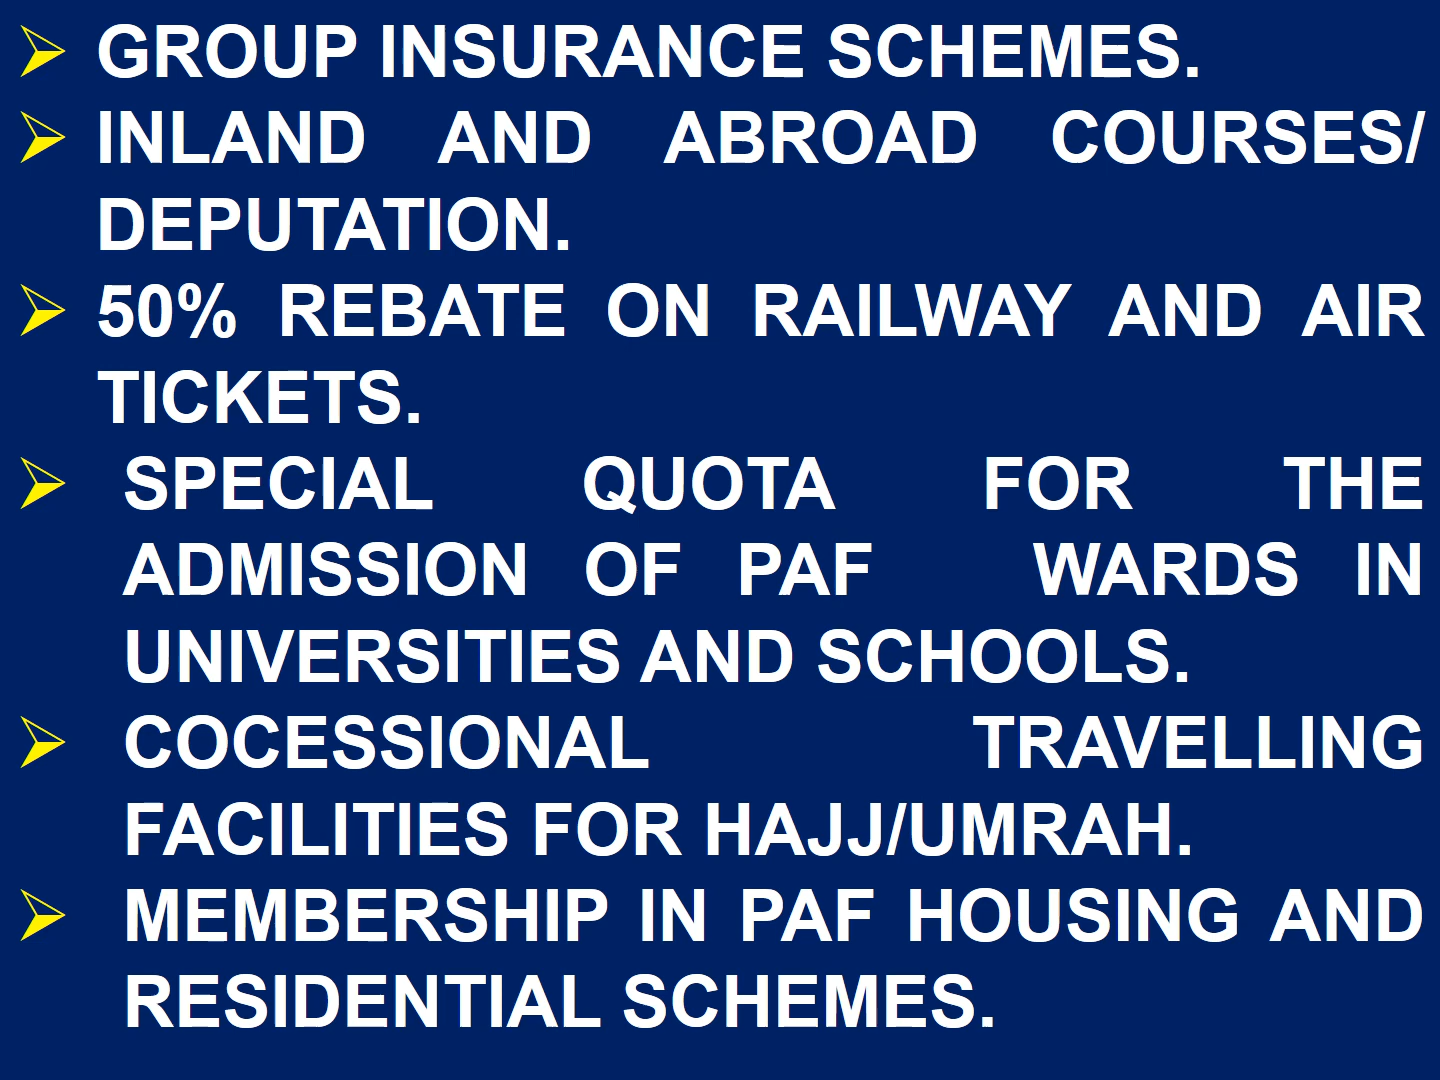 GROUP INSURANCE SCHEMES.
INLAND AND ABROAD COURSES/
DEPUTATION.
50% REBATE ON RAILWAY AND AIR
TICKETS.
SPECIAL QUOTA FOR THE
ADMISSION OF PAF WARDS IN
UNIVERSITIES AND SCHOOLS.
COCESSIONAL TRAVELLING
FACILITIES FOR HAJJ/UMRAH.
MEMBERSHIP IN PAF HOUSING AND
RESIDENTIAL SCHEMES.